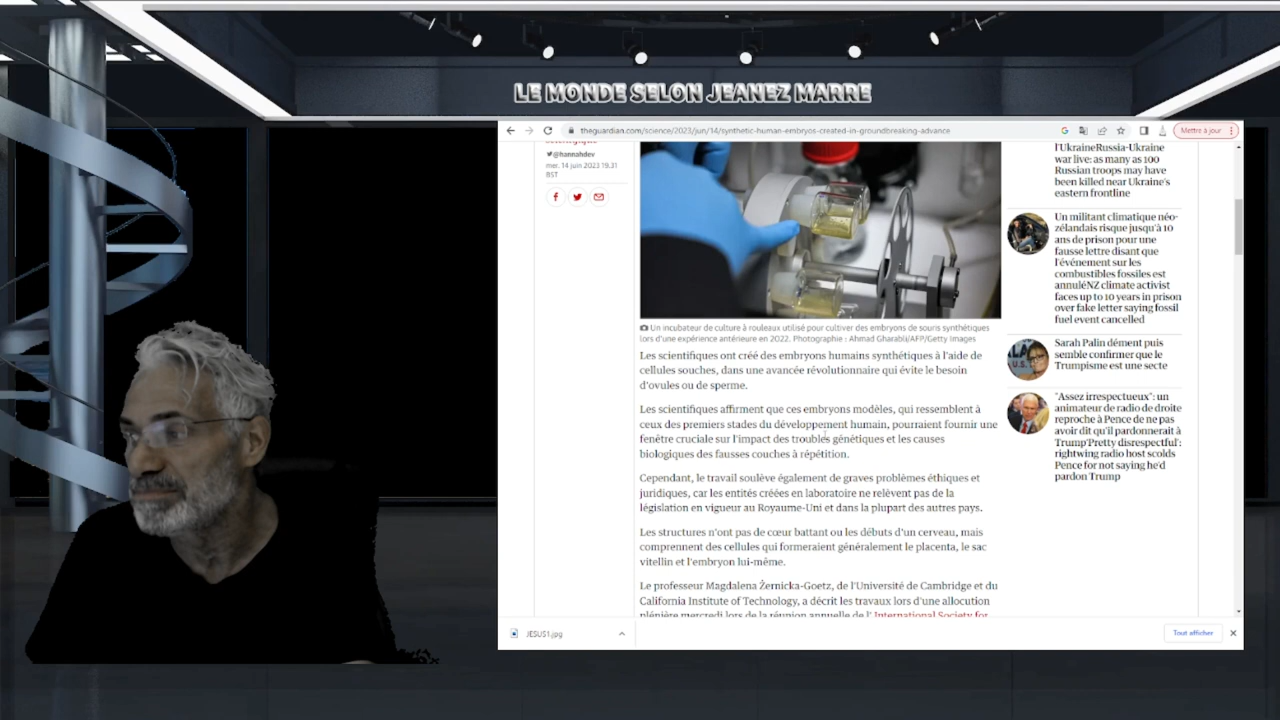 LE MONDE SELON JEANEZ MARRE
theguardian.com/science/2023/jun/14/synthetic-human-embryos-created-in-groundbreaking-advance
Mettre à jour
@hannahdev
mer. 14 juin 2023 19.31
BST
Un incubateur de culture à rouleaux utilisé pour cultiver des embryons de souris synthétiques
lors d'une expérience antérieure en 2022. Photographie : Ahmad Gharabli/AFP/Getty Images
Les scientifiques ont créé des embryons humains synthétiques à l'aide de
cellules souches, dans une avancée révolutionnaire qui évite le besoin
d'ovules ou de sperme.
Les scientifiques affirment que ces embryons modèles, qui ressemblent à
ceux des premiers stades du développement humain, pourraient fournir une
fenêtre cruciale sur l'impact des troubles génétiques et les causes
biologiques des fausses couches à répétition.
Cependant, le travail soulève également de graves problèmes éthiques et
juridiques, car les entités créées en laboratoire ne relèvent pas de la
législation en vigueur au Royaume-Uni et dans la plupart des autres pays.
Les structures n'ont pas de cœur battant ou les débuts d'un cerveau, mais
comprennent des cellules qui formeraient généralement le placenta, le sac
vitellin et l'embryon lui-même.
Le professeur Magdalena Żernicka-Goetz, de l'Université de Cambridge et du
California Institute of Technology, a décrit les travaux lors d'une allocution
plénière mercredi lors de la réunion annuelle de l' International Society for
l'UkraineRussia-Ukraine
war live: as many as 100
Russian troops may have
been killed near Ukraine's
eastern frontline
Un militant climatique néo-
zélandais risque jusqu'à 10
ans de prison pour une
fausse lettre disant que
l'événement sur les
combustibles fossiles est
annuléNZ climate activist
faces up to 10 years in prison
over fake letter saying fossil
fuel event cancelled
Sarah Palin dément puis
semble confirmer que le
Trumpisme est une secte
"Assez irrespectueux": un
animateur de radio de droite
reproche à Pence de ne pas
avoir dit qu'il pardonnerait à
Trump'Pretty disrespectful':
rightwing radio host scolds
Pence for not saying he'd
pardon Trump
JESUS1.jpg
Tout afficher